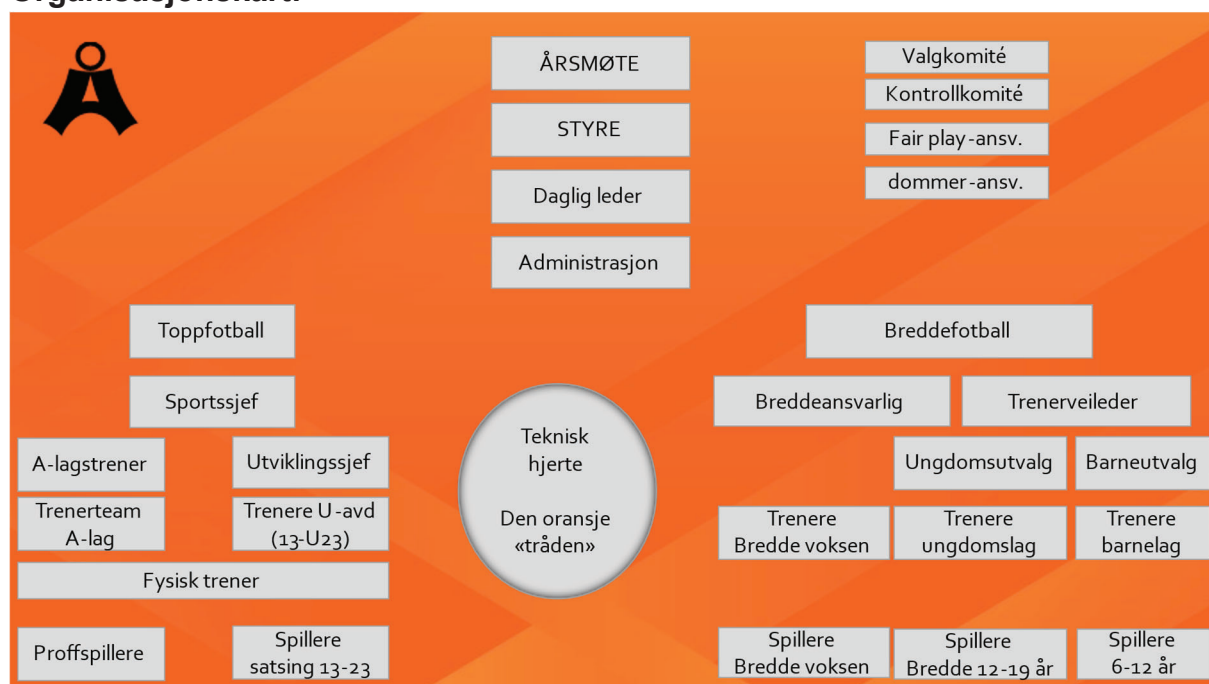 Organisasjonskart:
ÅRSMØTE
STYRE
Daglig leder
Administrasjon
Valgkomité
Kontrollkomité
Fair play-ansv.
dommer-ansv.
Toppfotball
Sportssjef
A-lagstrener
Utviklingssjef
Trenerteam
A-lag
Trenere U-avd
(13-U23)
Fysisk trener
Proffspillere
Spillere
satsing 13-23
Teknisk
hjerte
Den oransje
«tråden»
Breddefotball
Breddeansvarlig
Trenerveileder
Ungdomsutvalg
Barneutvalg
Trenere
Bredde voksen
Trenere
ungdomslag
Trenere
barnelag
Spillere
Bredde voksen
Spillere
Bredde 12-19 år
Spillere
6-12 år